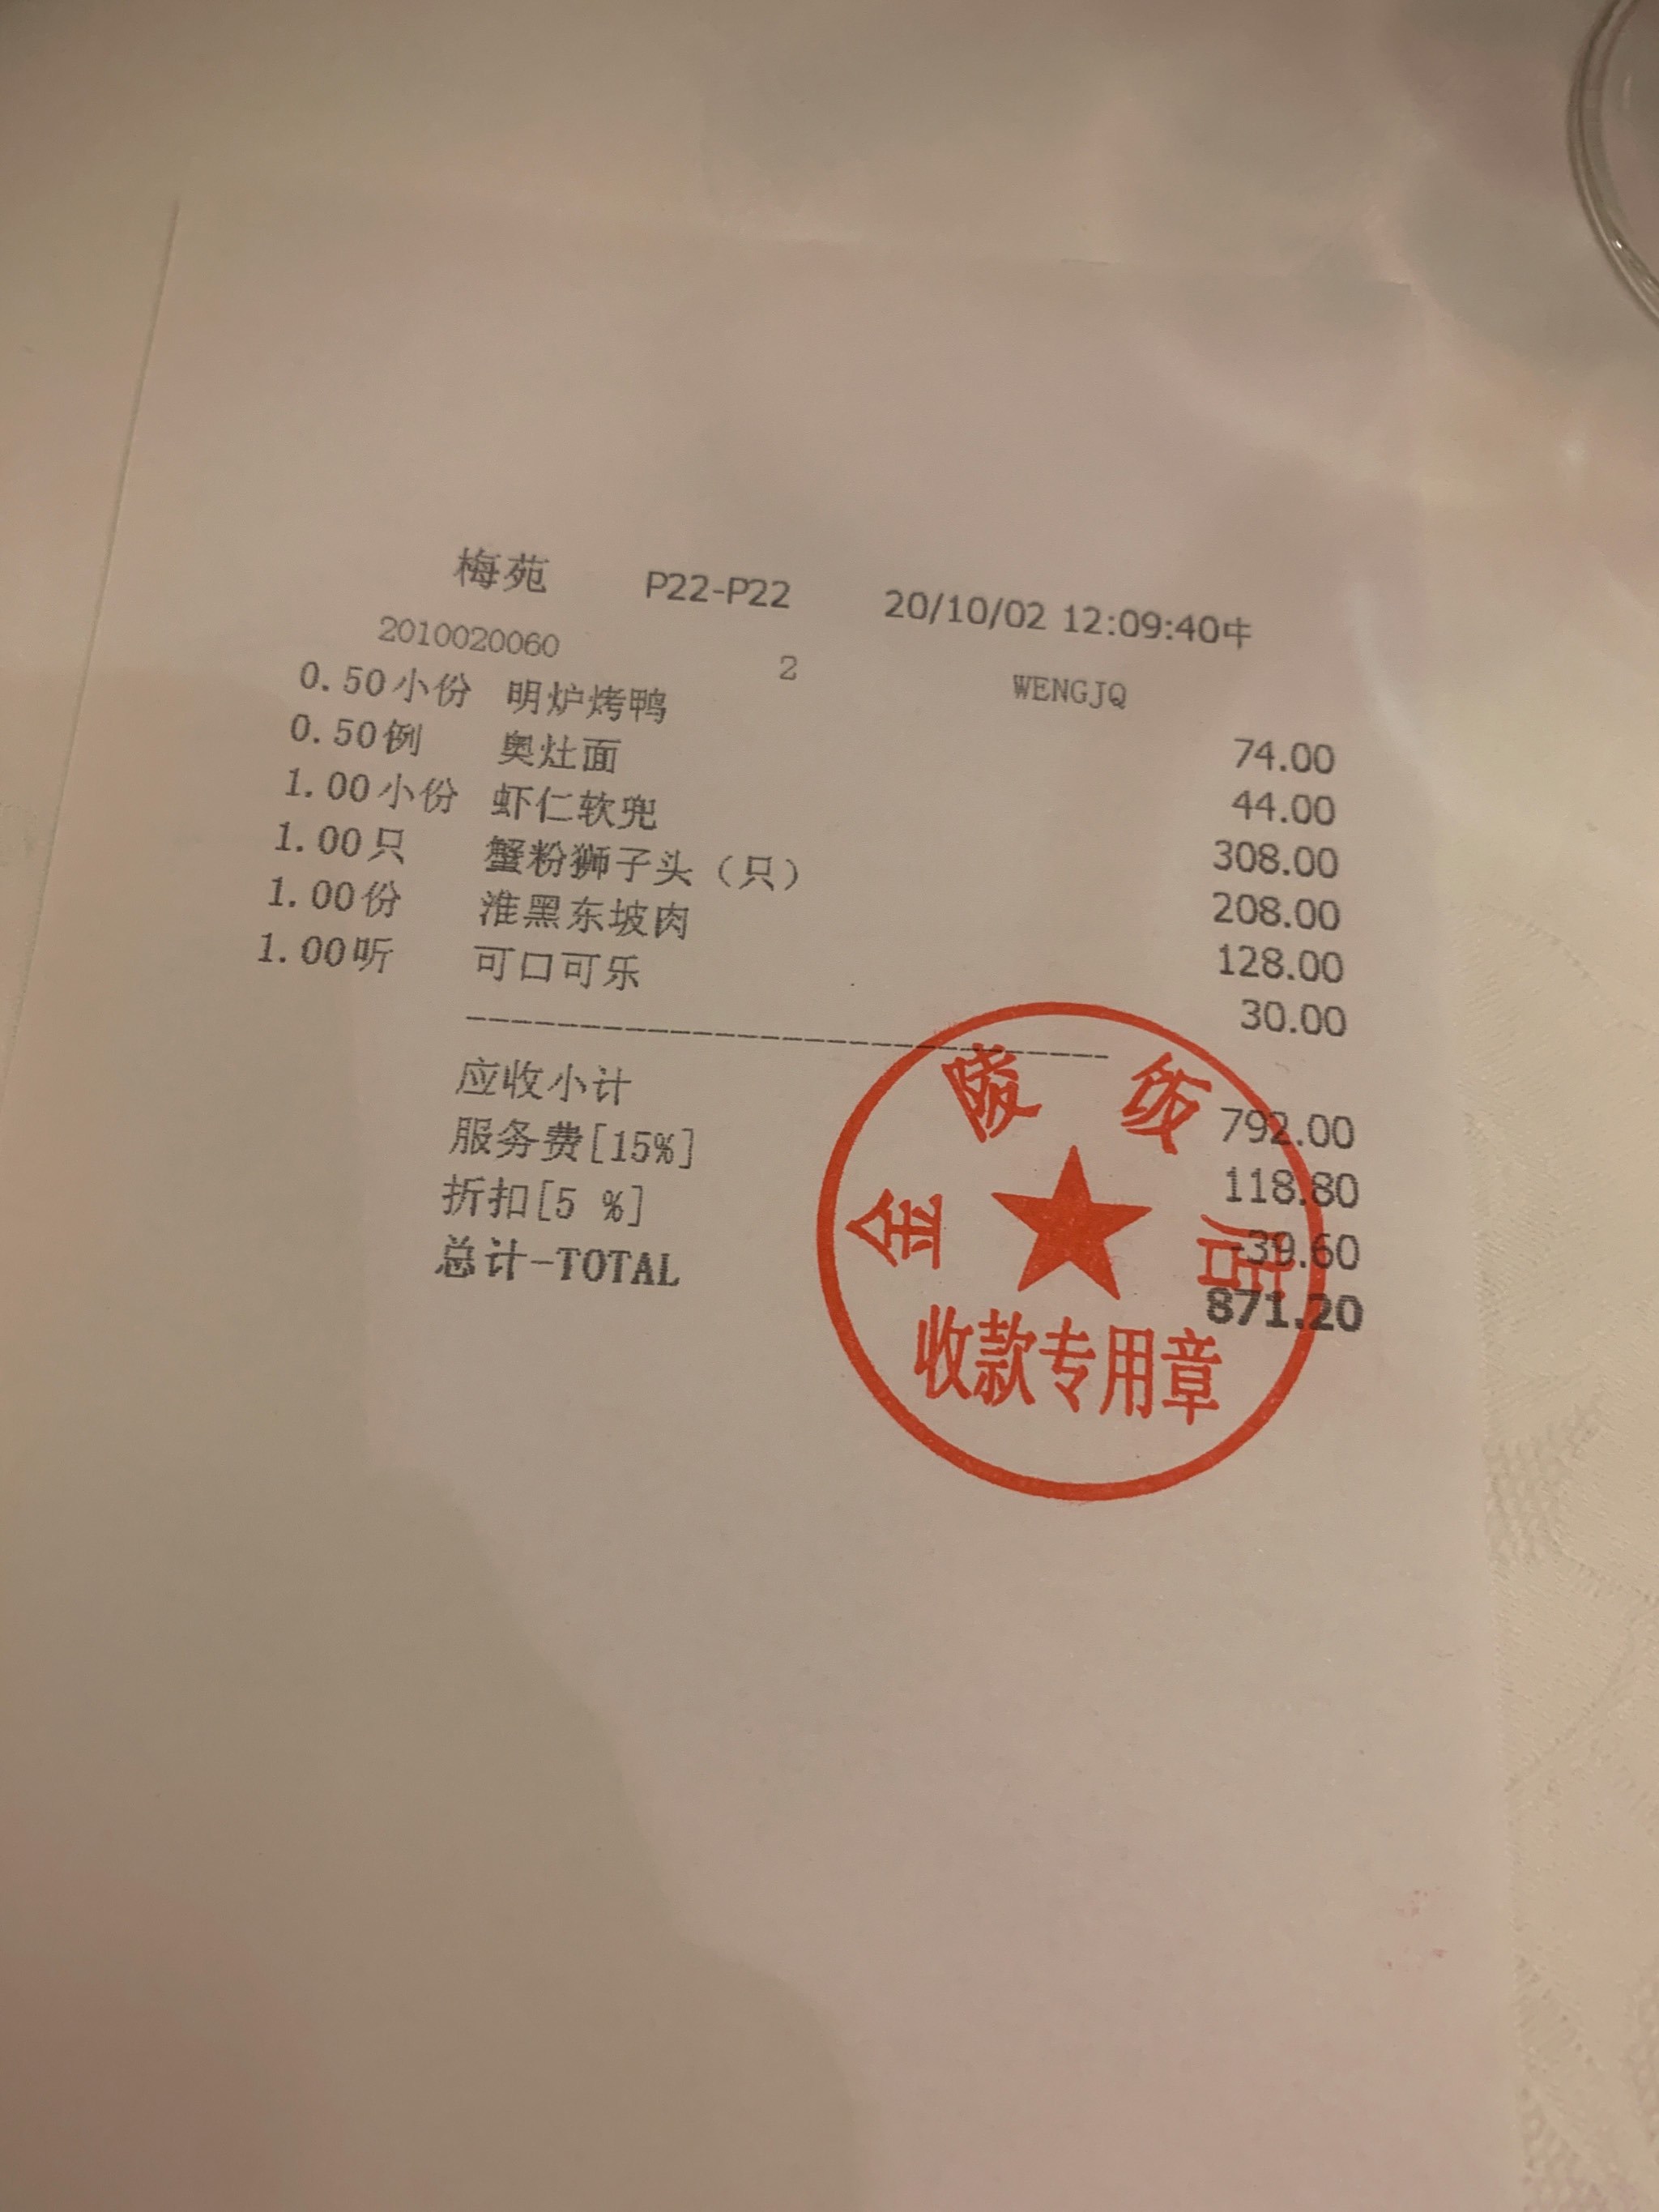 梅苑 P22-P22 20/10/02 12:09:40中
2010020060 2 WENGJQ
0.50小份 明炉烤鸭 74.00
0.50例 奥灶面 44.00
1.00小份 虾仁软兜 308.00
1.00只 蟹粉狮子头（只） 208.00
1.00份 淮黑东坡肉 128.00
1.00听 可口可乐 30.00
应收小计 792.00
服务费[15%] 118.80
折扣[5 %] -39.60
总计-TOTAL 871.20
金陵饭店
收款专用章